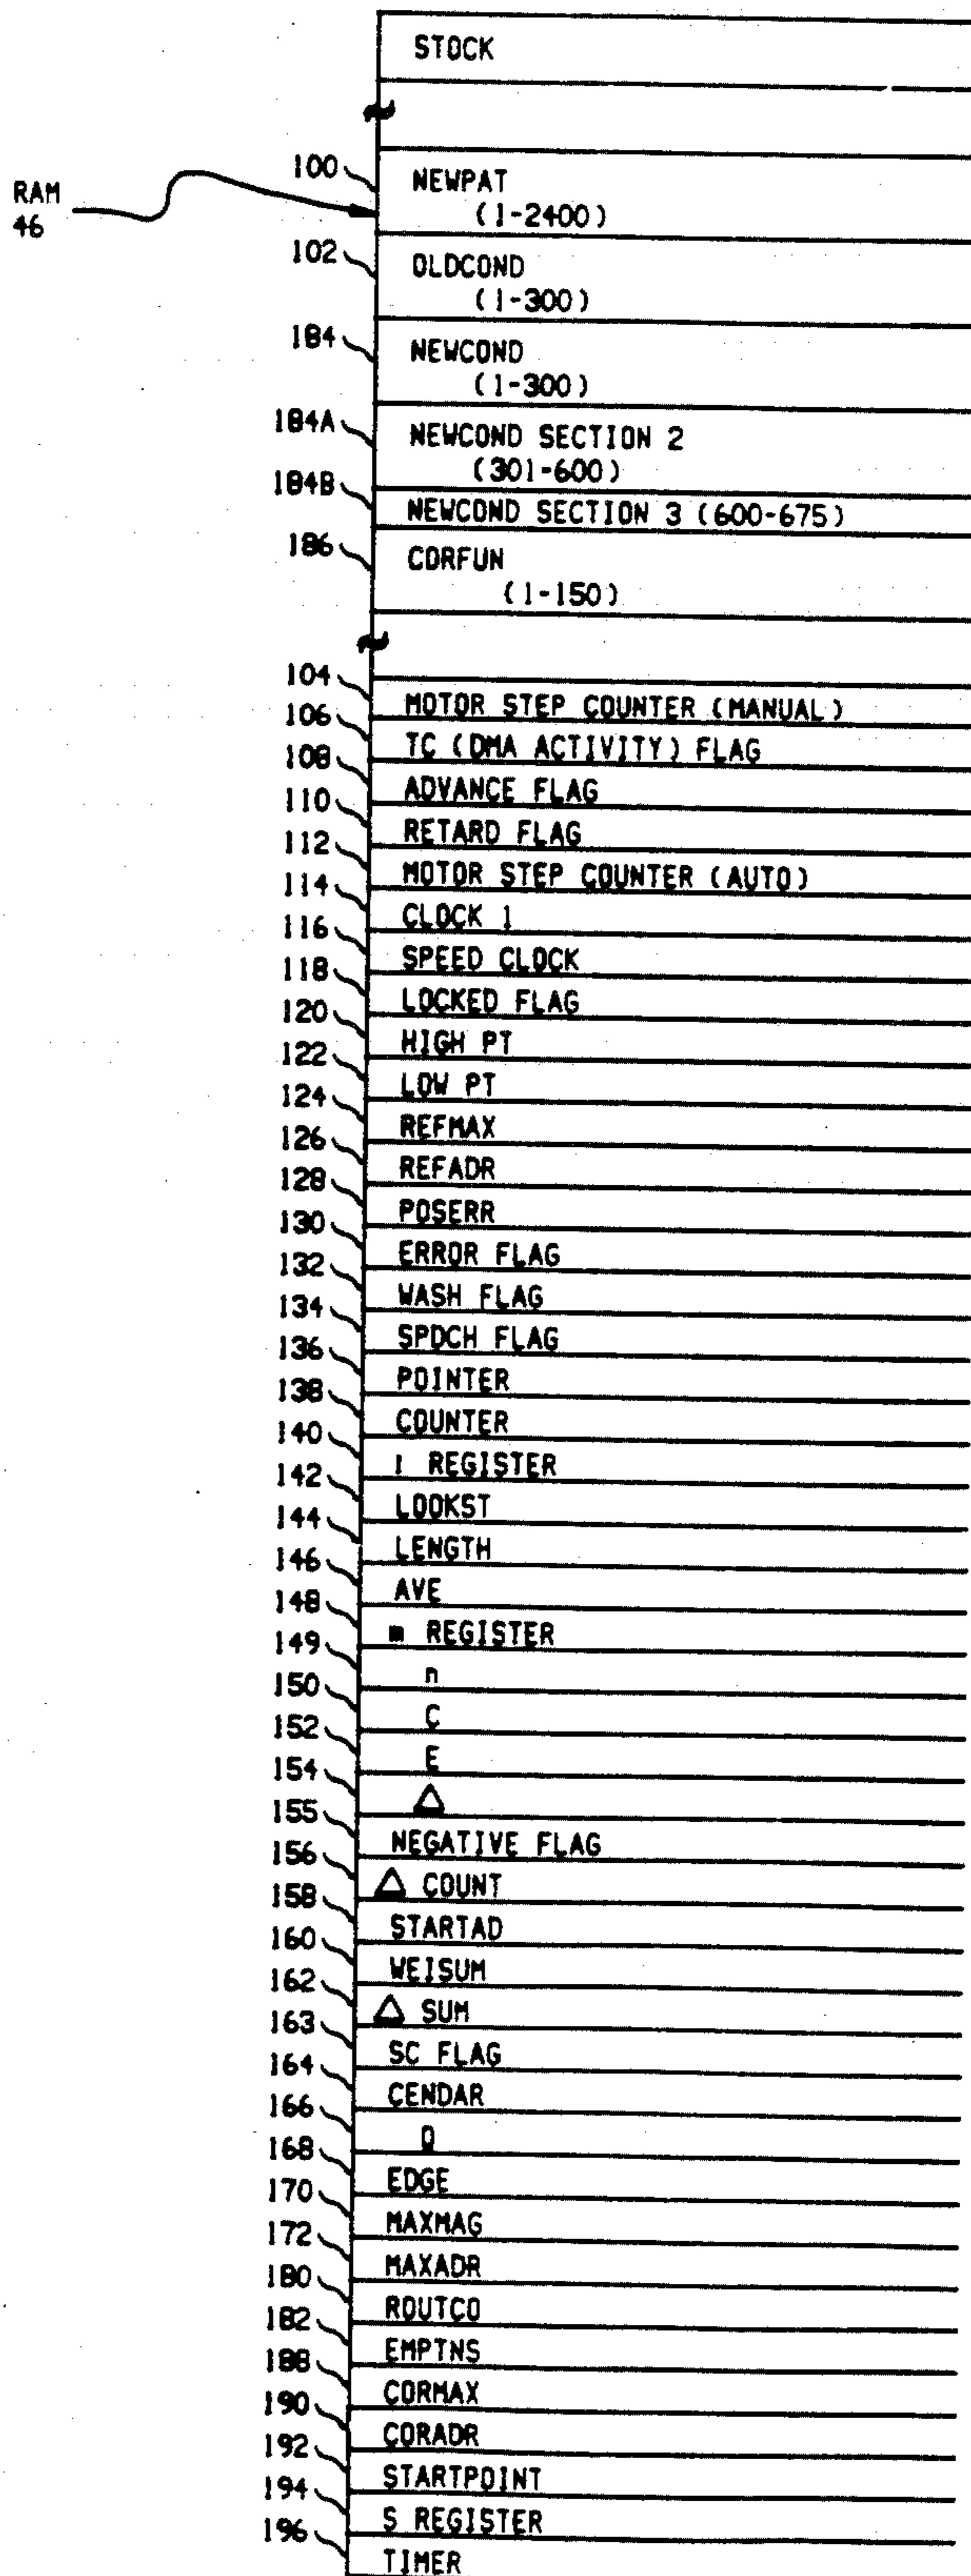 STOCK
RAM
46
100
NEWPAT
(1-2400)
102
OLDCOND
(1-300)
184
NEWCOND
(1-300)
184A
NEWCOND SECTION 2
(301-600)
184B
NEWCOND SECTION 3 (600-675)
186
CORFUN
(1-150)
104
MOTOR STEP COUNTER (MANUAL)
106
TC (DMA ACTIVITY) FLAG
108
ADVANCE FLAG
110
RETARD FLAG
112
MOTOR STEP COUNTER (AUTO)
114
CLOCK 1
116
SPEED CLOCK
118
LOCKED FLAG
120
HIGH PT
122
LOW PT
124
REFMAX
126
REFADR
128
POSERR
130
ERROR FLAG
132
WASH FLAG
134
SPDCH FLAG
136
POINTER
138
COUNTER
140
I REGISTER
142
LOOKST
144
LENGTH
146
AVE
148
m REGISTER
149
n
150
C
152
E
154
△
155
NEGATIVE FLAG
156
△ COUNT
158
STARTAD
160
WEISUM
162
△ SUM
163
SC FLAG
164
CENDAR
166
Q
168
EDGE
170
MAXMAG
172
MAXADR
180
ROUTCO
182
EMPTNS
188
CORMAX
190
CORADR
192
STARTPOINT
194
S REGISTER
196
TIMER